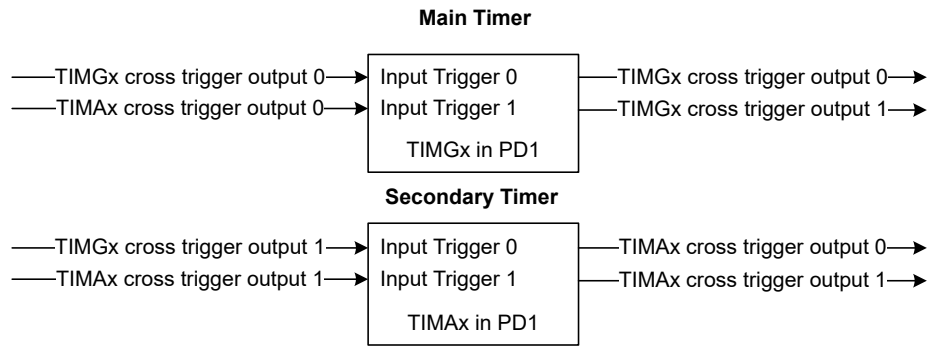 Main Timer
TIMGx cross trigger output 0 Input Trigger 0 TIMGx cross trigger output 0
TIMAx cross trigger output 0 Input Trigger 1 TIMGx cross trigger output 1
TIMGx in PD1
Secondary Timer
TIMGx cross trigger output 1 Input Trigger 0 TIMAx cross trigger output 0
TIMAx cross trigger output 1 Input Trigger 1 TIMAx cross trigger output 1
TIMAx in PD1